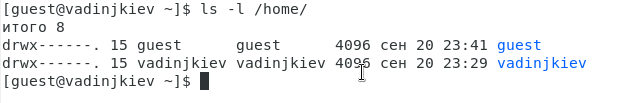 [guest@vadinjkiev ~]$ ls -l /home/
итого 8
drwx------. 15 guest      guest      4096 сен 20 23:41 guest
drwx------. 15 vadinjkiev vadinjkiev 4096 сен 20 23:29 vadinjkiev
[guest@vadinjkiev ~]$